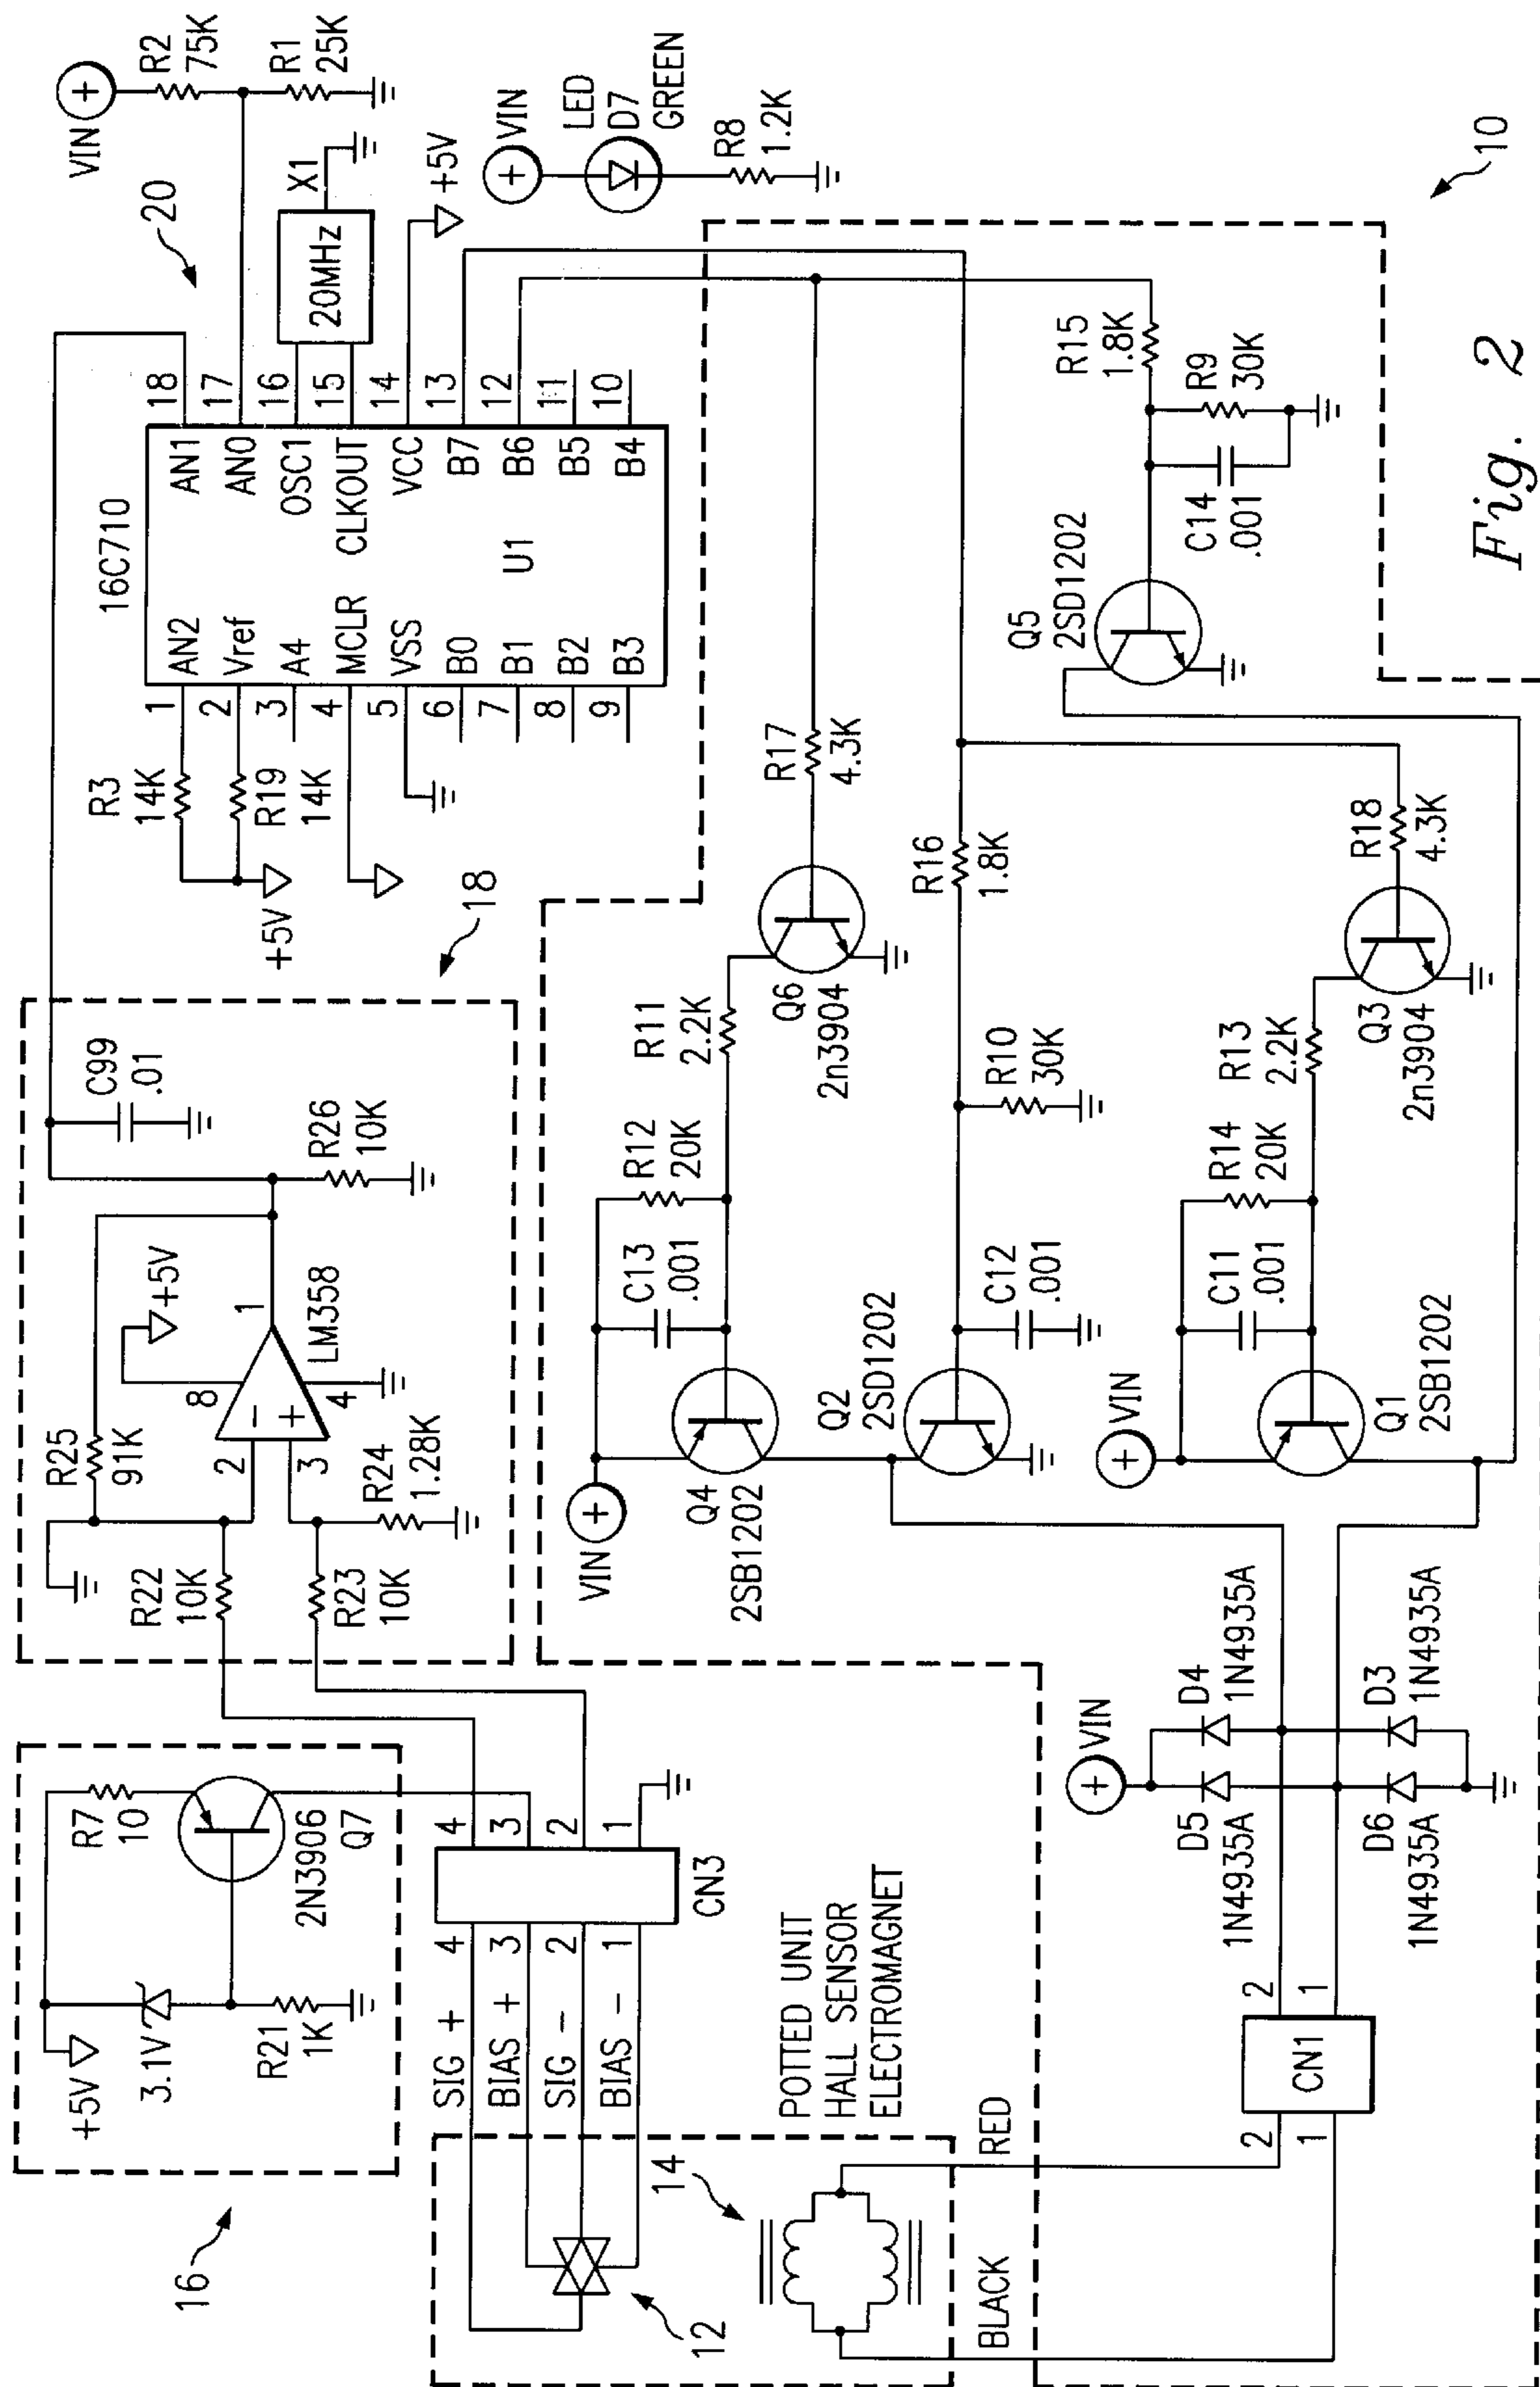 +5V
3.1V
R21
1K
R7
10
2N3906
Q7
16
SIG +
BIAS +
SIG –
BIAS –
4
3
2
1
4
3
2
1
CN3
12
14
POTTED UNIT
HALL SENSOR
ELECTROMAGNET
RED
BLACK
R22
10K
R23
10K
R25
91K
R24
1.28K
2
3
8
4
1
–
+
+5V
LM358
R26
10K
C99
.01
18
R3
14K
R19
14K
+5V
16C710
1
2
3
4
5
6
7
8
9
AN2
Vref
A4
MCLR
VSS
B0
B1
B2
B3
U1
AN1
AN0
OSC1
CLKOUT
VCC
B7
B6
B5
B4
18
17
16
15
14
13
12
11
10
20MHz
X1
20
VIN
+
R2
75K
R1
25K
+5V
VIN
+
LED
D7
GREEN
R8
1.2K
VIN
+
Q4
2SB1202
C13
.001
R12
20K
R11
2.2K
Q6
2n3904
R17
4.3K
Q2
2SD1202
C12
.001
R10
30K
R16
1.8K
VIN
+
Q1
2SB1202
C11
.001
R14
20K
R13
2.2K
Q3
2n3904
R18
4.3K
Q5
2SD1202
C14
.001
R9
30K
R15
1.8K
VIN
+
D5
1N4935A
D4
1N4935A
D6
1N4935A
D3
1N4935A
2
1
CN1
2
1
10
Fig. 2